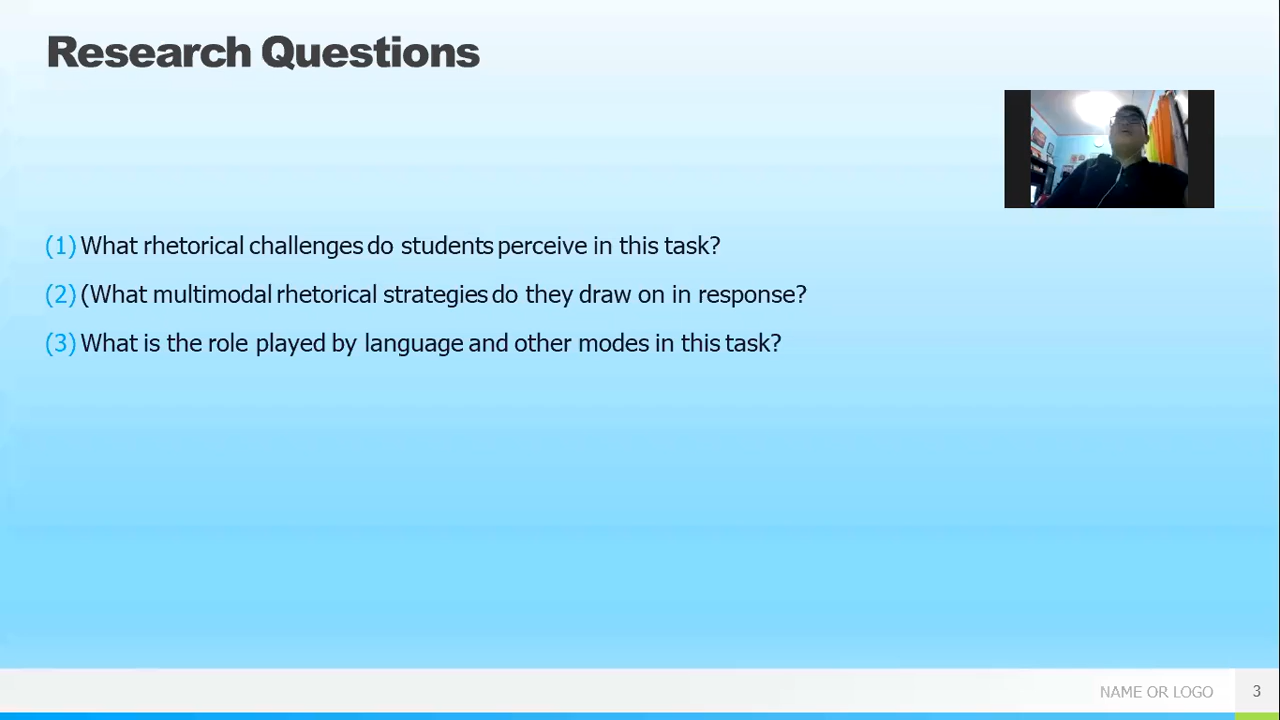 Research Questions
(1) What rhetorical challenges do students perceive in this task?
(2) (What multimodal rhetorical strategies do they draw on in response?
(3) What is the role played by language and other modes in this task?
NAME OR LOGO
3